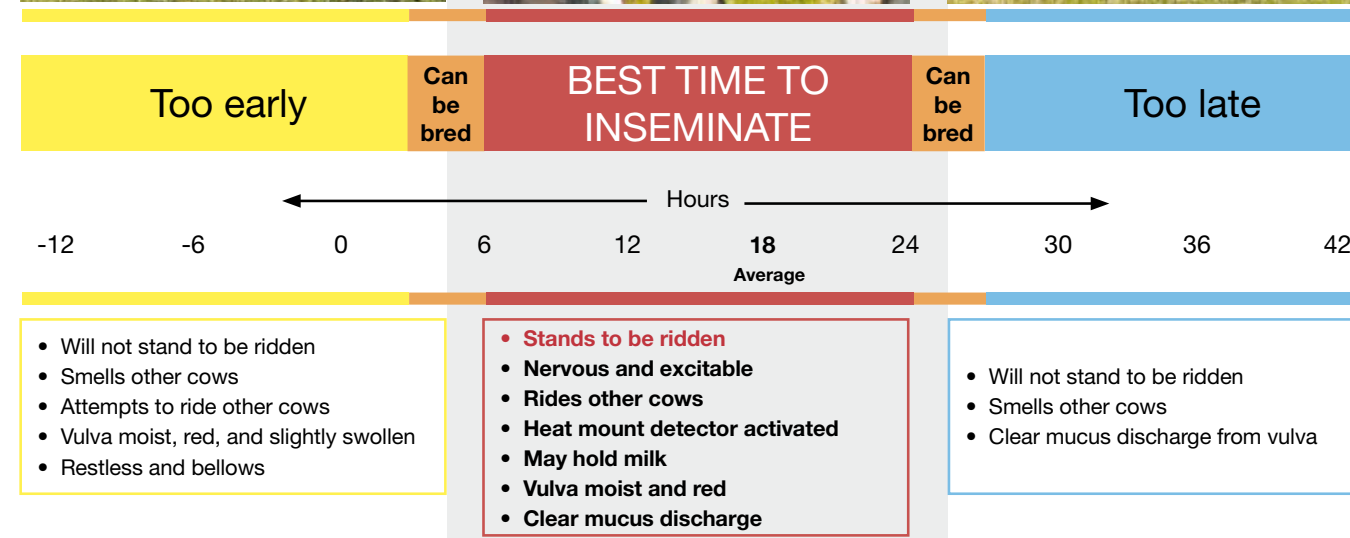 Too early
Can
be
bred
BEST TIME TO
INSEMINATE
Can
be
bred
Too late
Hours
-12 -6 0 6 12 18 24 30 36 42
Average
• Will not stand to be ridden
• Smells other cows
• Attempts to ride other cows
• Vulva moist, red, and slightly swollen
• Restless and bellows
• Stands to be ridden
• Nervous and excitable
• Rides other cows
• Heat mount detector activated
• May hold milk
• Vulva moist and red
• Clear mucus discharge
• Will not stand to be ridden
• Smells other cows
• Clear mucus discharge from vulva